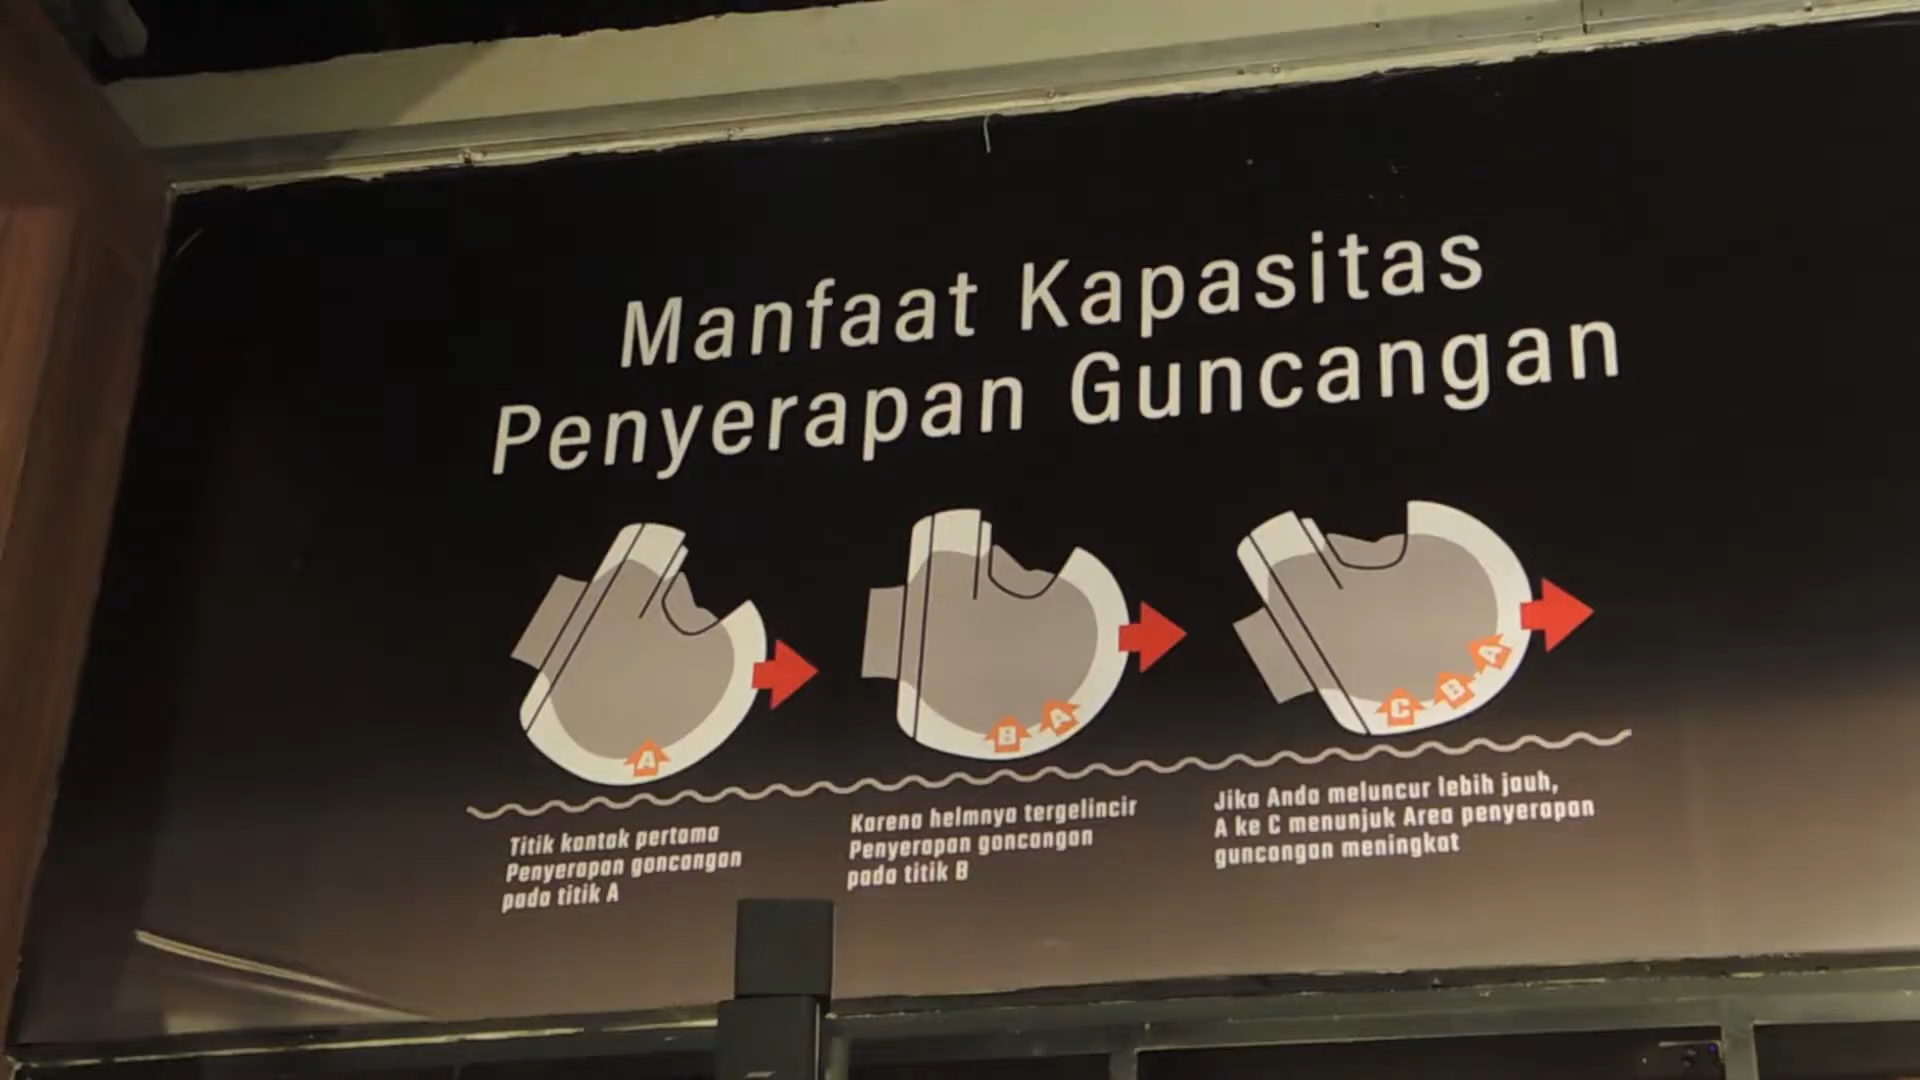 Manfaat Kapasitas
Penyerapan Guncangan
A
B A
C B A
Titik kontak pertama
Penyerapan goncangan
pada titik A
Karena helmnya tergelincir
Penyerapan goncangan
pada titik B
Jika Anda meluncur lebih jauh,
A ke C menunjuk Area penyerapan
guncangan meningkat